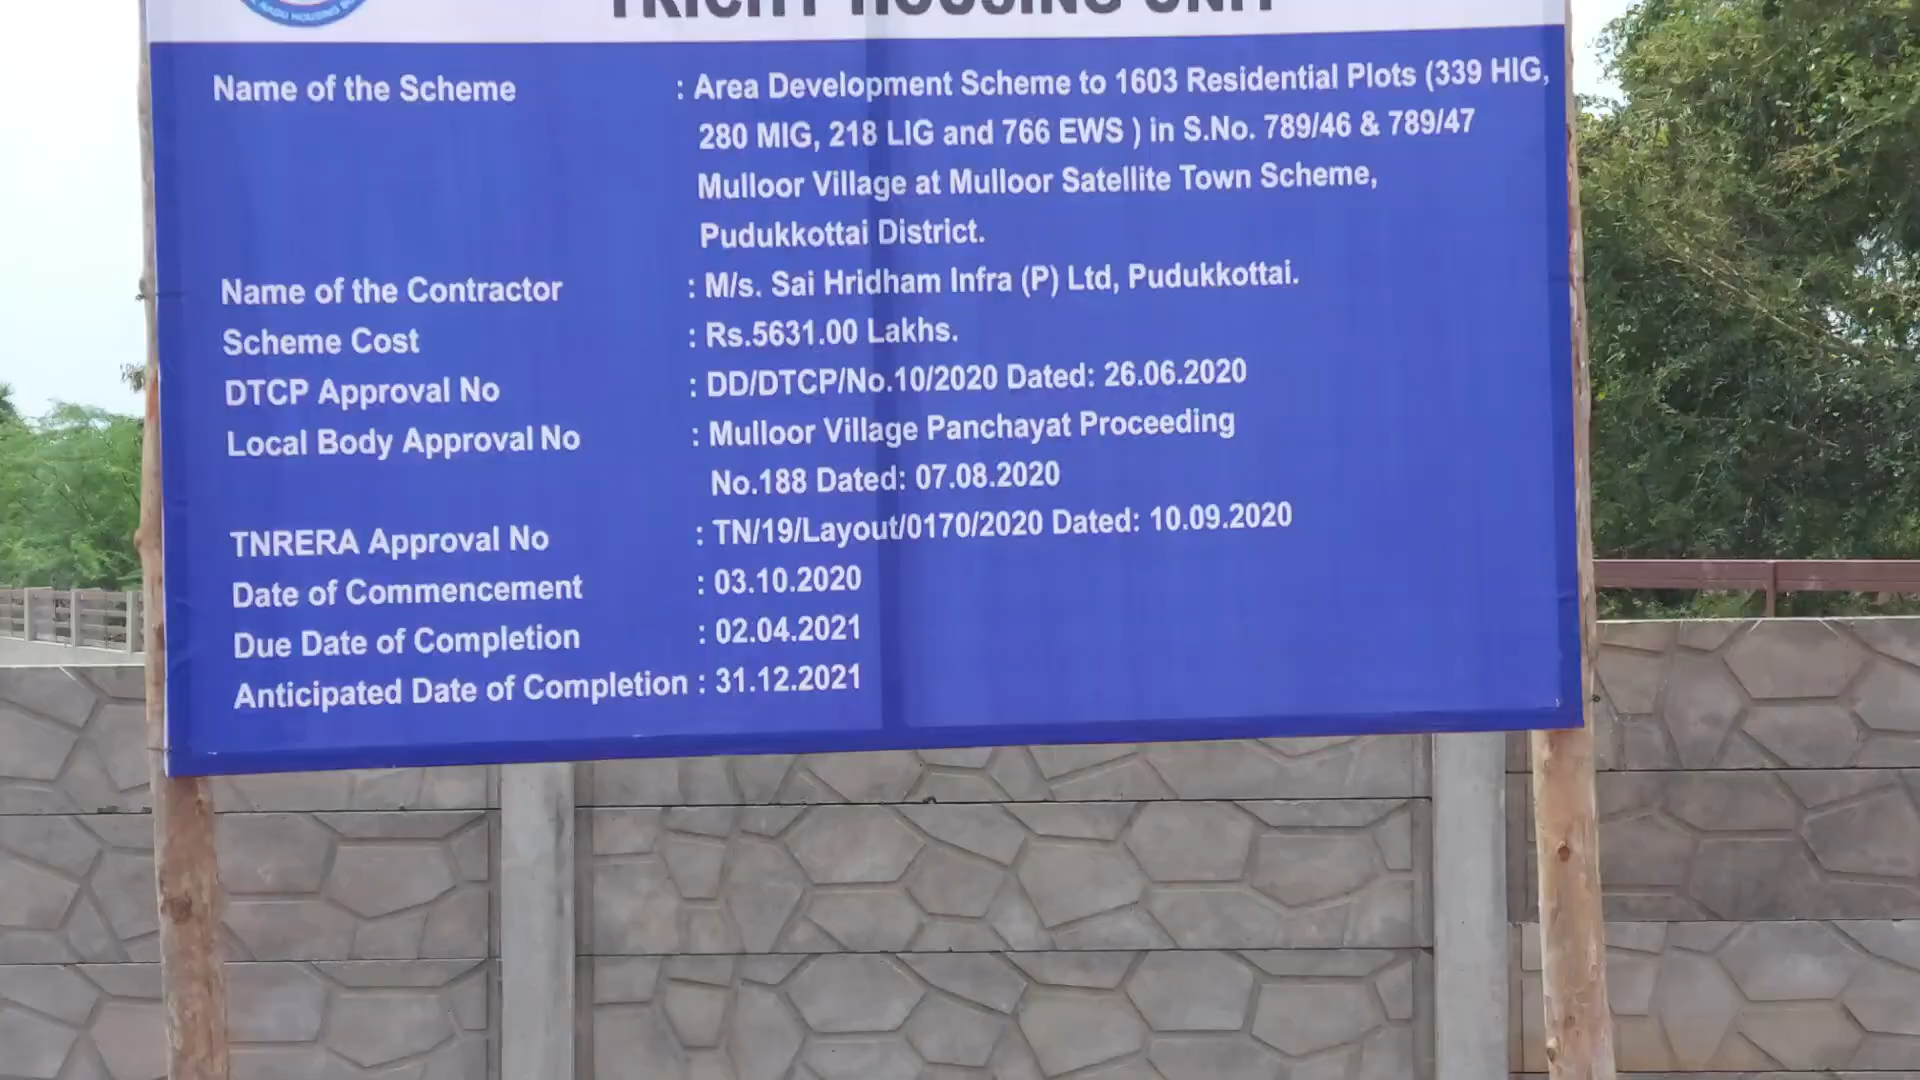 NADU HOUSING
TRICHY HOUSING UNIT
Name of the Scheme : Area Development Scheme to 1603 Residential Plots (339 HIG,
280 MIG, 218 LIG and 766 EWS ) in S.No. 789/46 & 789/47
Mulloor Village at Mulloor Satellite Town Scheme,
Pudukkottai District.
Name of the Contractor : M/s. Sai Hridham Infra (P) Ltd, Pudukkottai.
Scheme Cost : Rs.5631.00 Lakhs.
DTCP Approval No : DD/DTCP/No.10/2020 Dated: 26.06.2020
Local Body Approval No : Mulloor Village Panchayat Proceeding
No.188 Dated: 07.08.2020
TNRERA Approval No : TN/19/Layout/0170/2020 Dated: 10.09.2020
Date of Commencement : 03.10.2020
Due Date of Completion : 02.04.2021
Anticipated Date of Completion : 31.12.2021